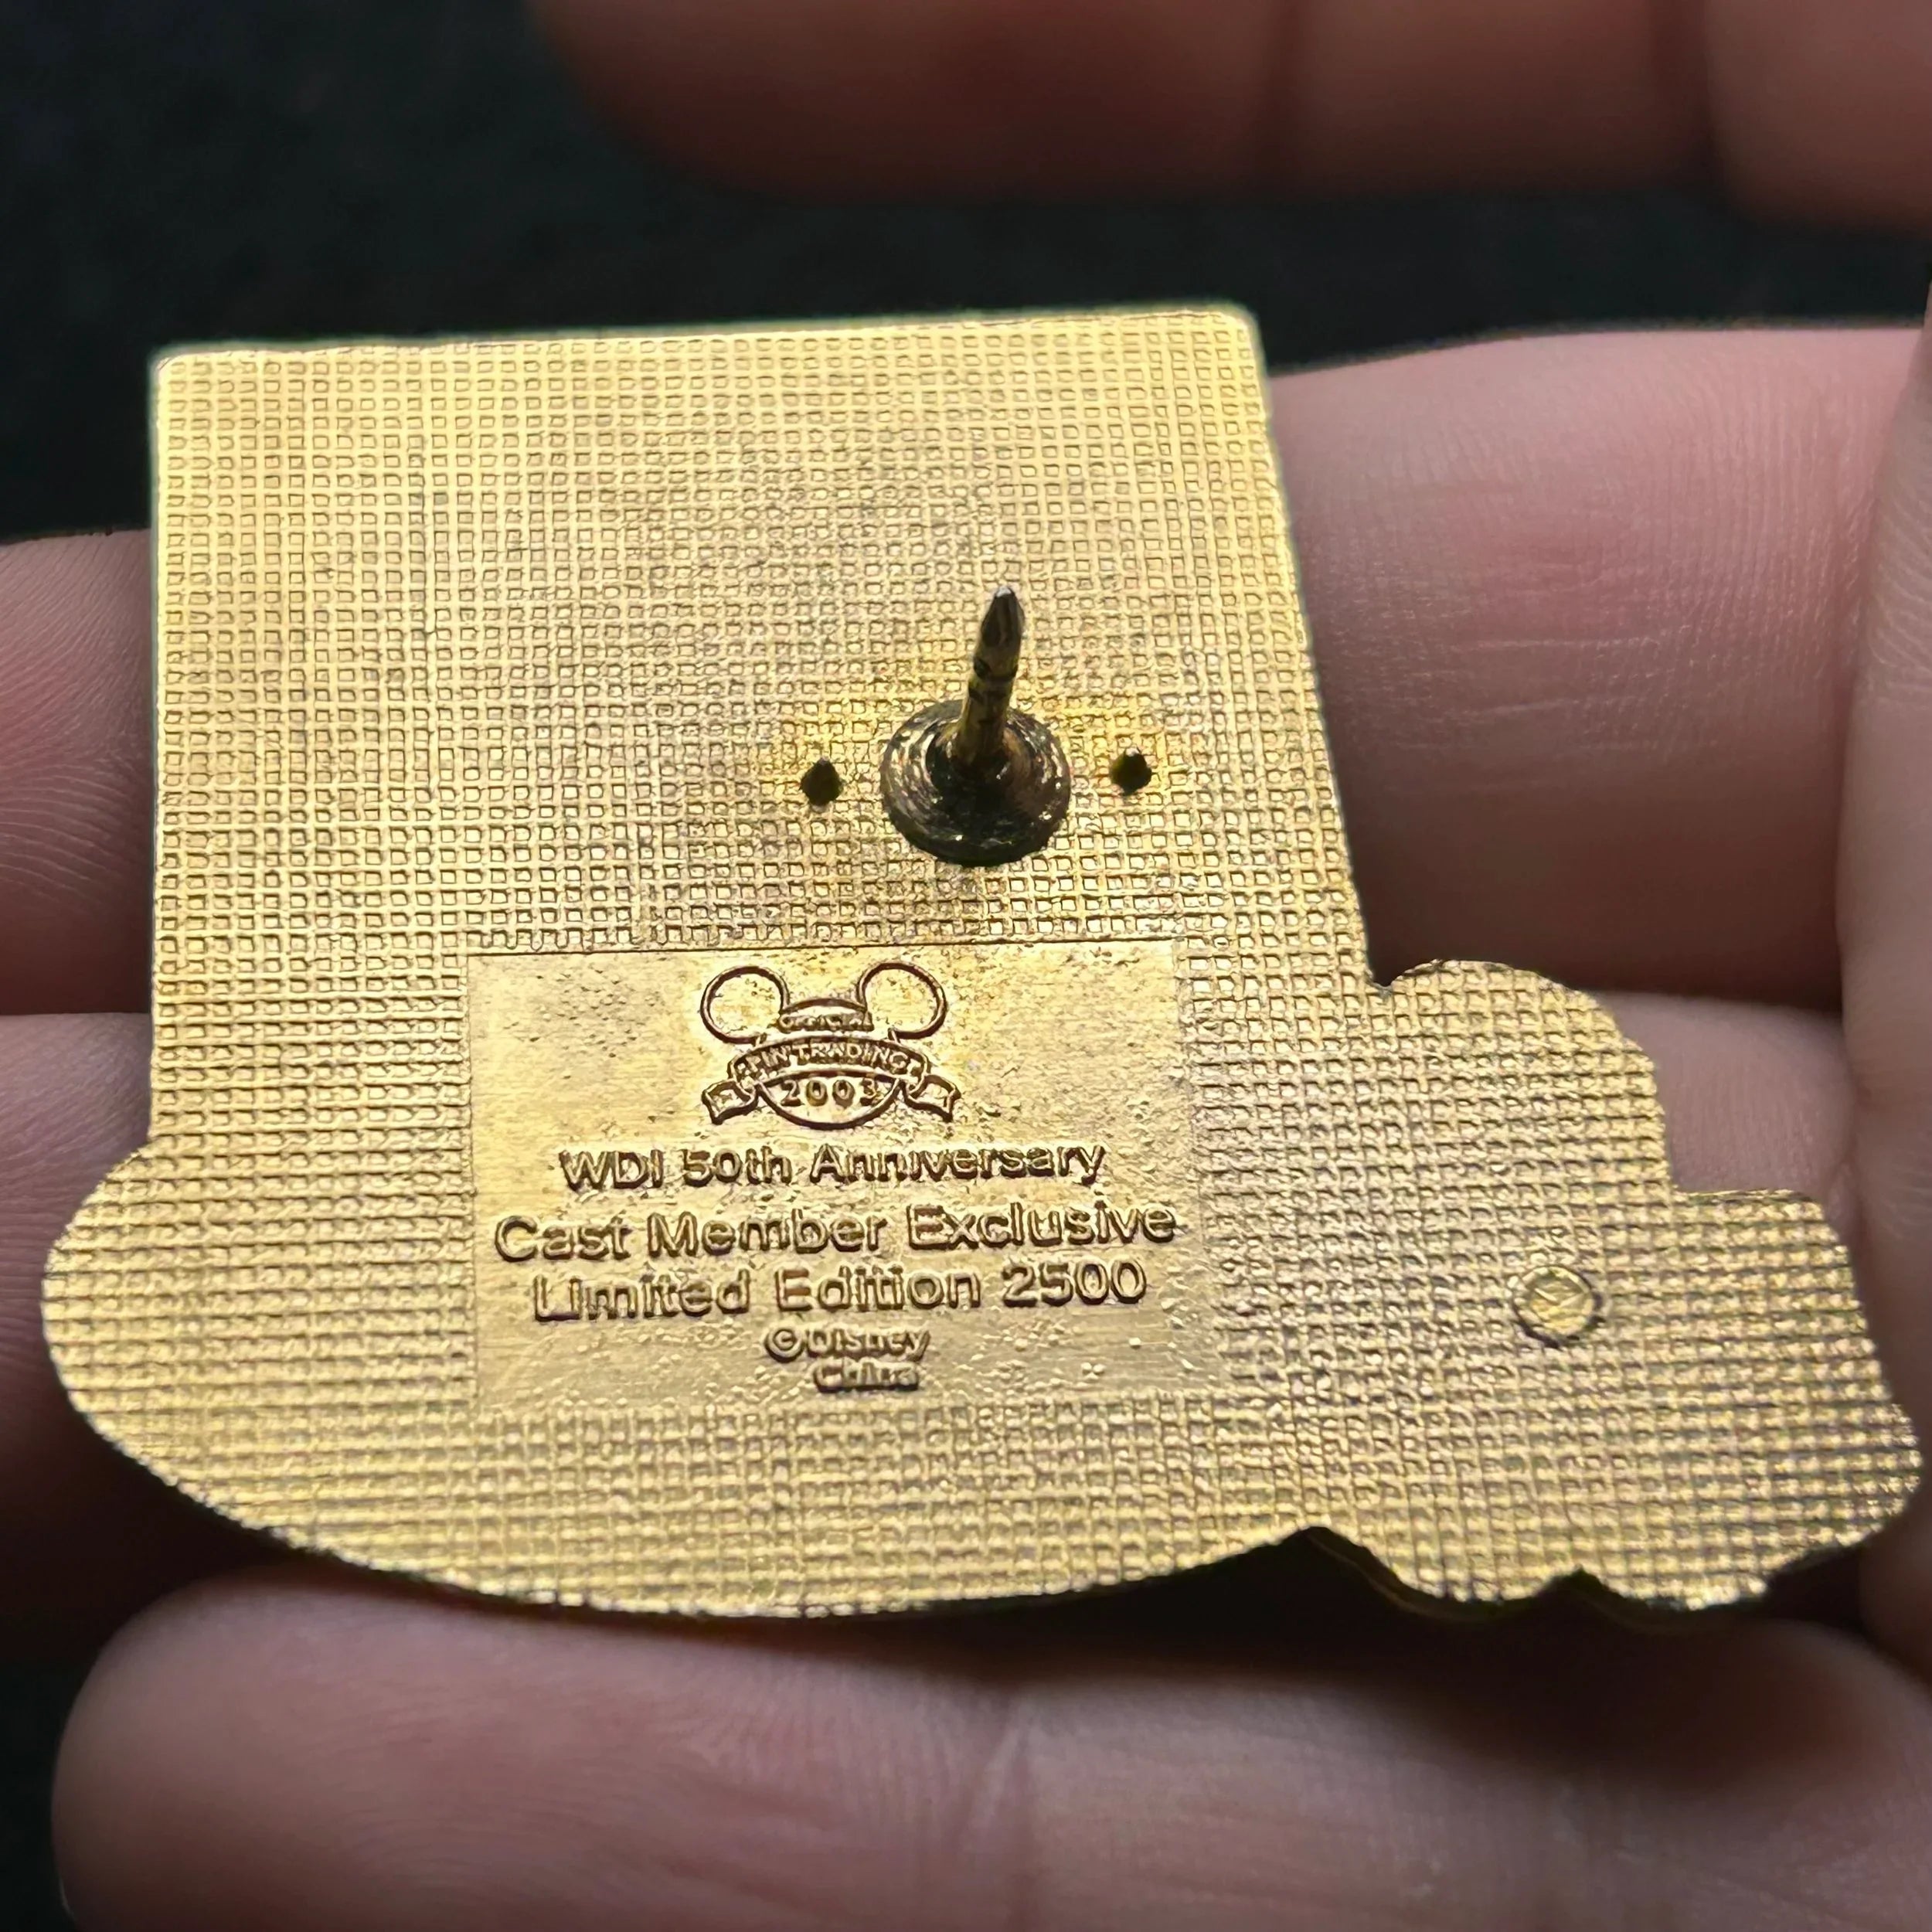 OFFICIAL
PIN TRADING
2003
WDI 50th Anniversary
Cast Member Exclusive
Limited Edition 2500
©Disney
China